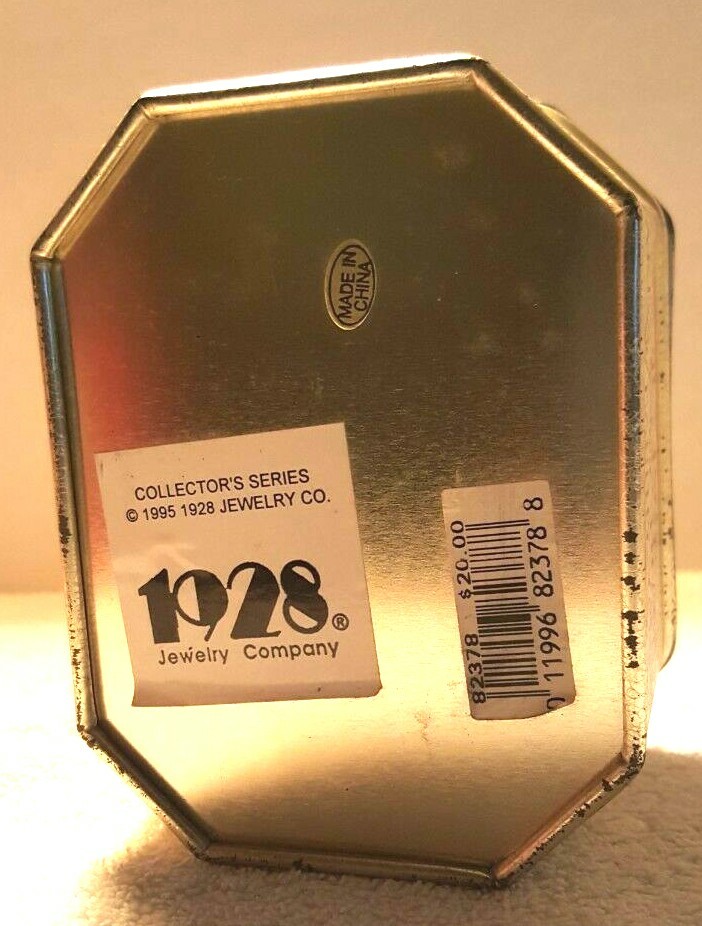 MADE IN
CHINA
COLLECTOR'S SERIES
© 1995 1928 JEWELRY CO.
1928®
Jewelry Company
82378 $20.00
0 11996 82378 8